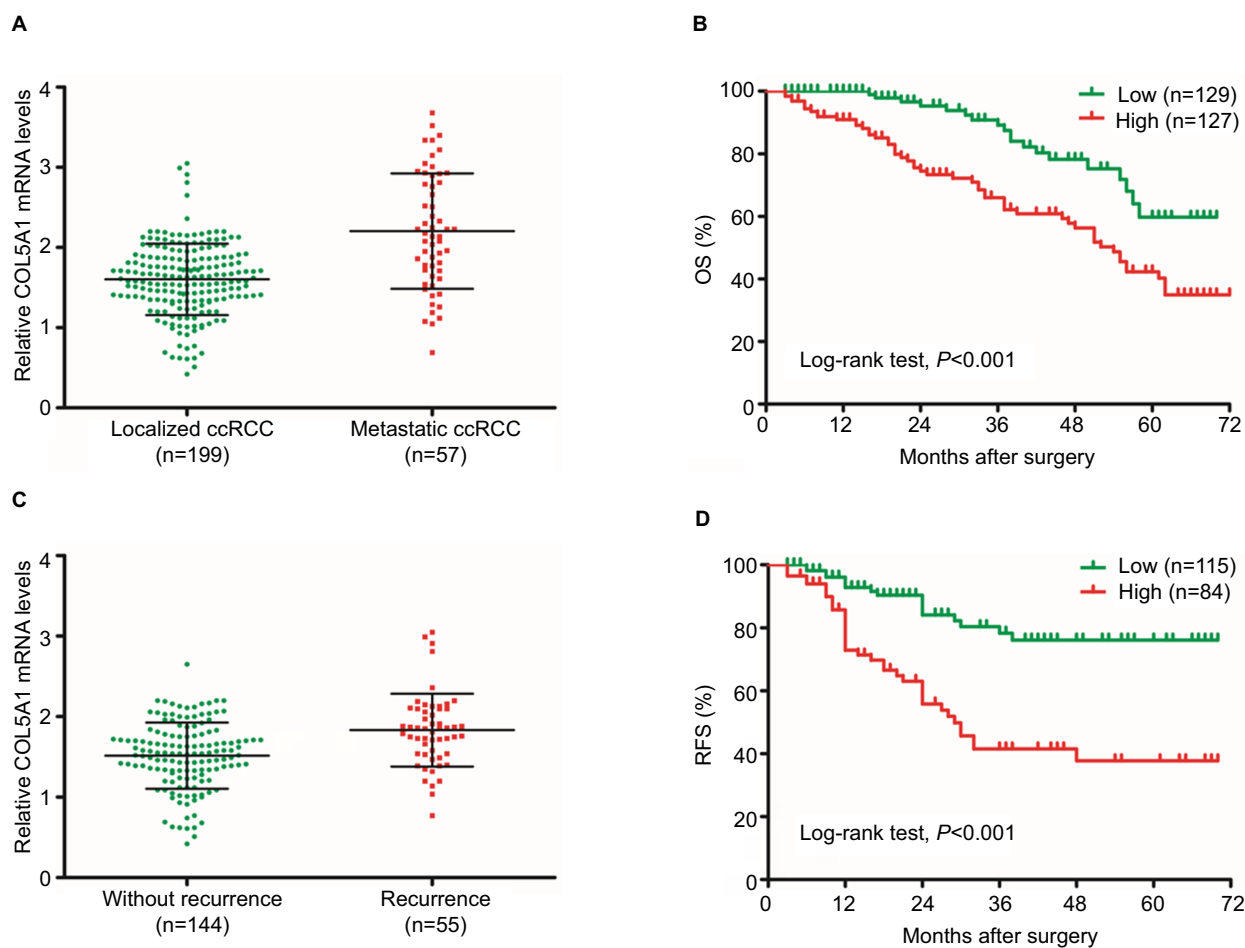 A
Relative COL5A1 mRNA levels
4
3
2
1
0
Localized ccRCC
(n=199)
Metastatic ccRCC
(n=57)
B
OS (%)
100
80
60
40
20
0
Low (n=129)
High (n=127)
Log-rank test, P<0.001
0 12 24 36 48 60 72
Months after surgery
C
Relative COL5A1 mRNA levels
4
3
2
1
0
Without recurrence
(n=144)
Recurrence
(n=55)
D
RFS (%)
100
80
60
40
20
0
Low (n=115)
High (n=84)
Log-rank test, P<0.001
0 12 24 36 48 60 72
Months after surgery